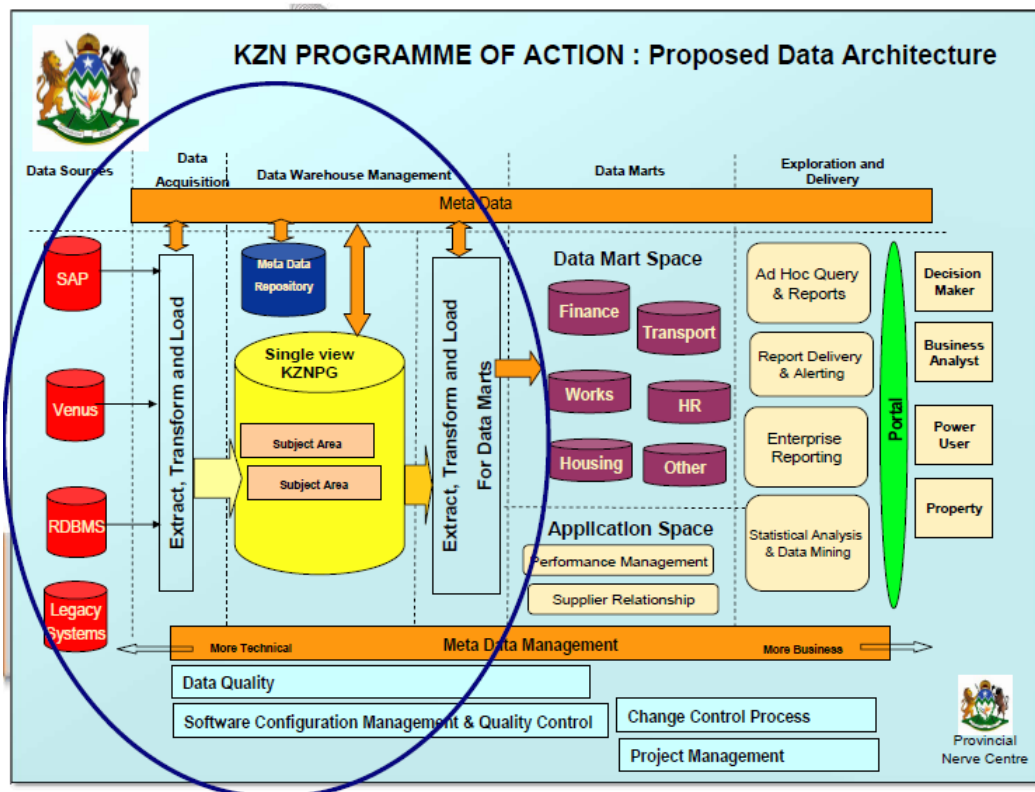 KZN PROGRAMME OF ACTION : Proposed Data Architecture
Data Sources
Data
Acquisition
Data Warehouse Management
Data Marts
Exploration and
Delivery
Meta Data
SAP
Venus
RDBMS
Legacy
Systems
Extract, Transform and Load
Meta Data
Repository
Single view
KZNPG
Subject Area
Subject Area
Extract, Transform and Load
For Data Marts
Data Mart Space
Finance
Transport
Works
HR
Housing
Other
Application Space
Performance Management
Supplier Relationship
Ad Hoc Query
& Reports
Report Delivery
& Alerting
Enterprise
Reporting
Statistical Analysis
& Data Mining
Portal
Decision
Maker
Business
Analyst
Power
User
Property
More Technical
Meta Data Management
More Business
Data Quality
Software Configuration Management & Quality Control
Change Control Process
Project Management
Provincial
Nerve Centre